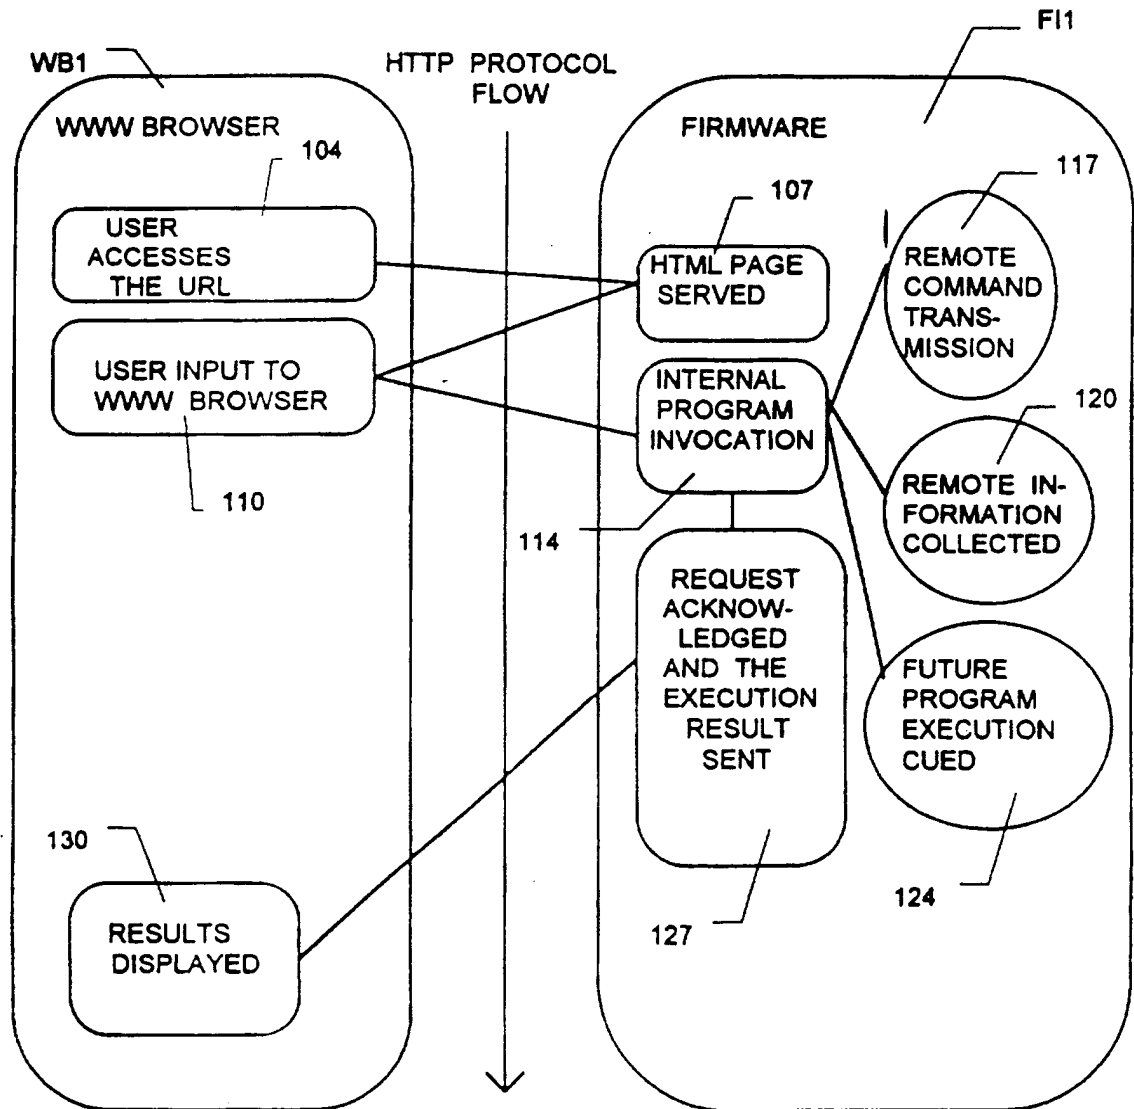 FI1
WB1
HTTP PROTOCOL
FLOW
WWW BROWSER
FIRMWARE
104
117
107
USER
ACCESSES
THE URL
HTML PAGE
SERVED
REMOTE
COMMAND
TRANS-
MISSION
USER INPUT TO
WWW BROWSER
110
INTERNAL
PROGRAM
INVOCATION
114
120
REMOTE IN-
FORMATION
COLLECTED
REQUEST
ACKNOW-
LEDGED
AND THE
EXECUTION
RESULT
SENT
127
FUTURE
PROGRAM
EXECUTION
CUED
124
130
RESULTS
DISPLAYED